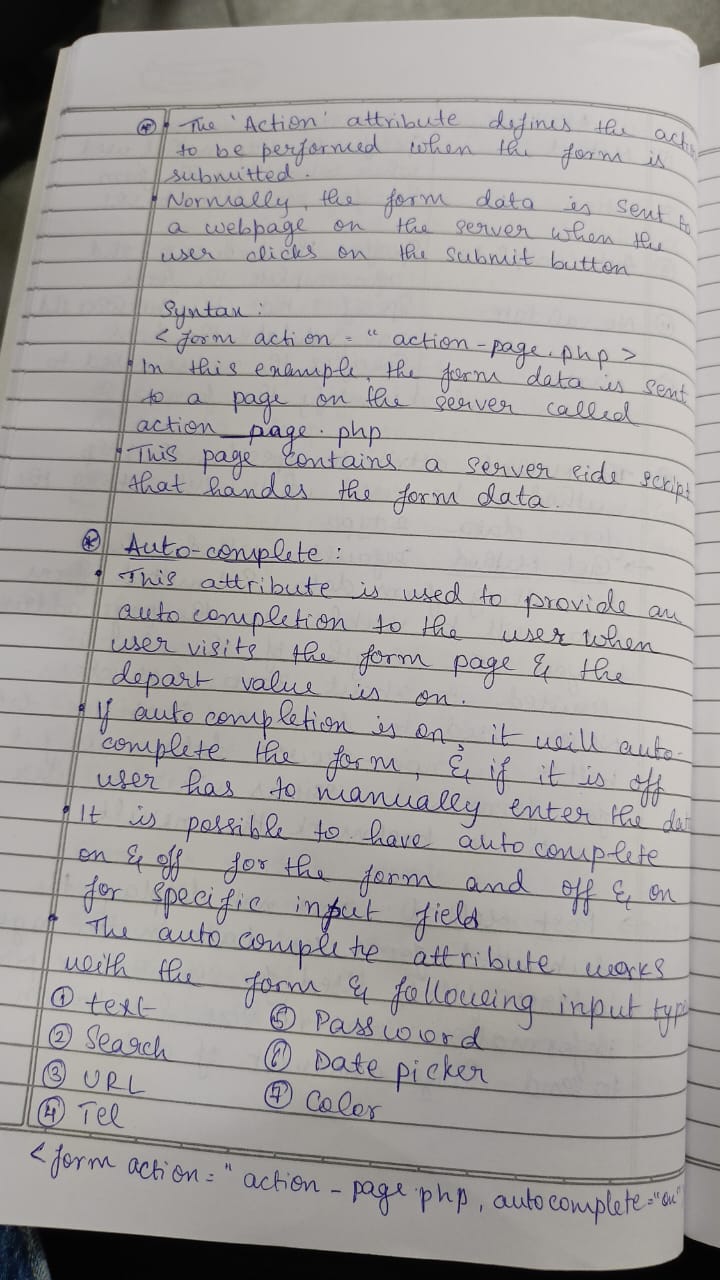 • The 'Action' attribute defines the acti
to be performed when the form is
submitted.
• Normally, the form data is sent to
a webpage on the server when the
user clicks on the submit button
Syntax :
< form action = " action-page.php >
• In this example, the form data is sent
to a page on the server called
action_page.php
• This page contains a server side script
that handes the form data.
Auto-complete :
• This attribute is used to provide an
auto completion to the user when
user visits the form page & the
depart value is on.
• If auto completion is on, it will auto-
complete the form, & if it is off
user has to manually enter the dat
• It is possible to have auto complete
on & off for the form and off & on
for specific input field
• The auto complete attribute works
with the form & following input type
① text ⑤ Password
② Search ⑥ Date picker
③ URL ⑦ Color
④ Tel
< form action = " action - page.php, autocomplete="on"